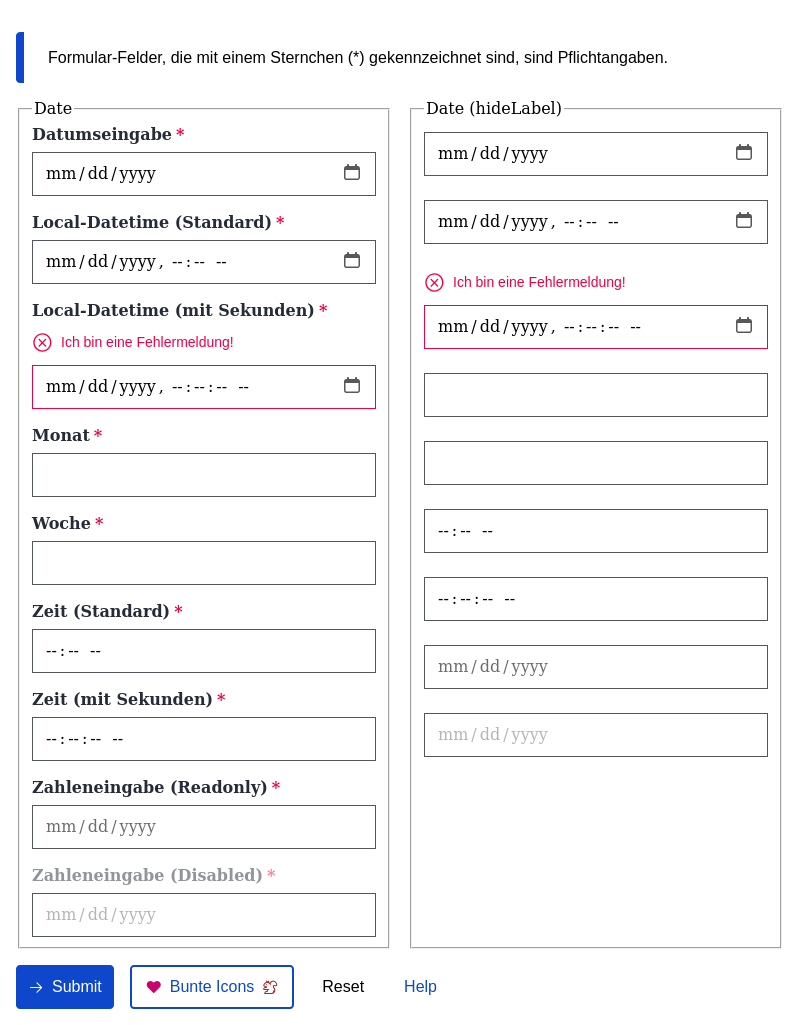 Formular-Felder, die mit einem Sternchen (*) gekennzeichnet sind, sind Pflichtangaben.
Date
Datumseingabe *
mm/dd/yyyy
Local-Datetime (Standard) *
mm/dd/yyyy, --:-- --
Local-Datetime (mit Sekunden) *
Ich bin eine Fehlermeldung!
mm/dd/yyyy, --:--:-- --
Monat *
Woche *
Zeit (Standard) *
--:-- --
Zeit (mit Sekunden) *
--:--:-- --
Zahleneingabe (Readonly) *
mm/dd/yyyy
Zahleneingabe (Disabled) *
mm/dd/yyyy
Date (hideLabel)
mm/dd/yyyy
mm/dd/yyyy, --:-- --
Ich bin eine Fehlermeldung!
mm/dd/yyyy, --:--:-- --
--:-- --
--:--:-- --
mm/dd/yyyy
mm/dd/yyyy
Submit
Bunte Icons
Reset
Help